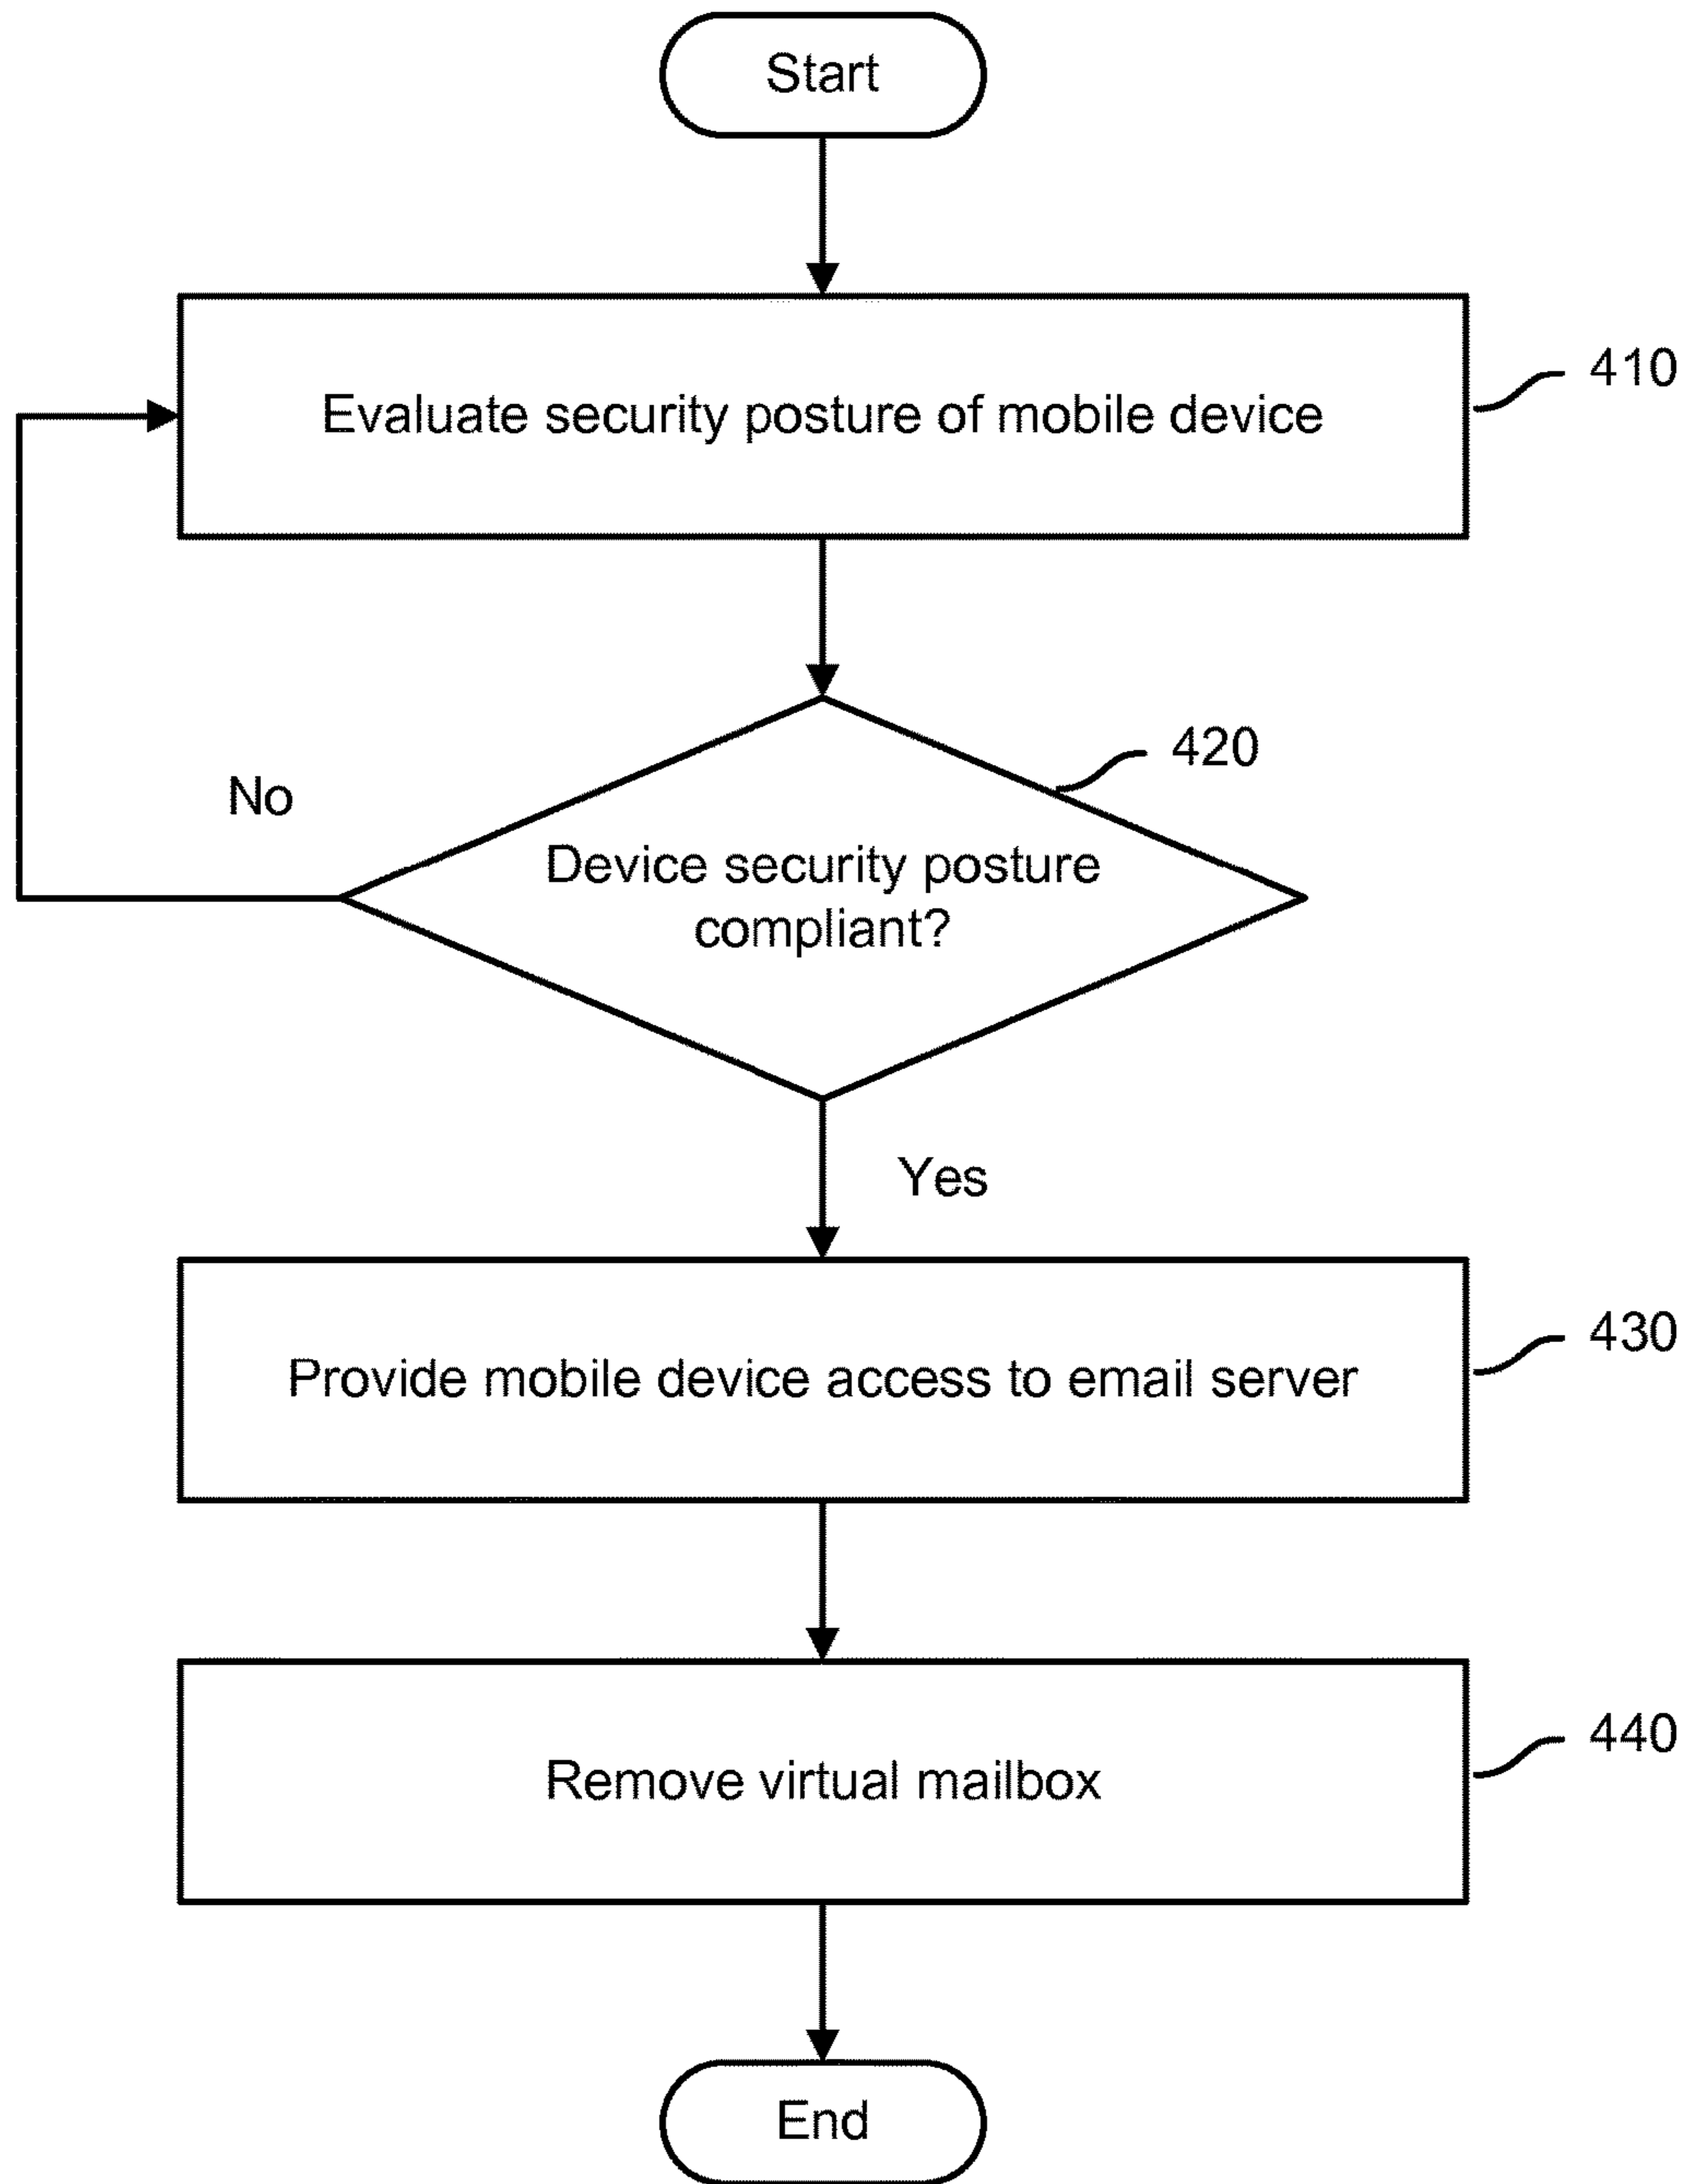 Start
Evaluate security posture of mobile device
410
420
No
Device security posture
compliant?
Yes
Provide mobile device access to email server
430
Remove virtual mailbox
440
End